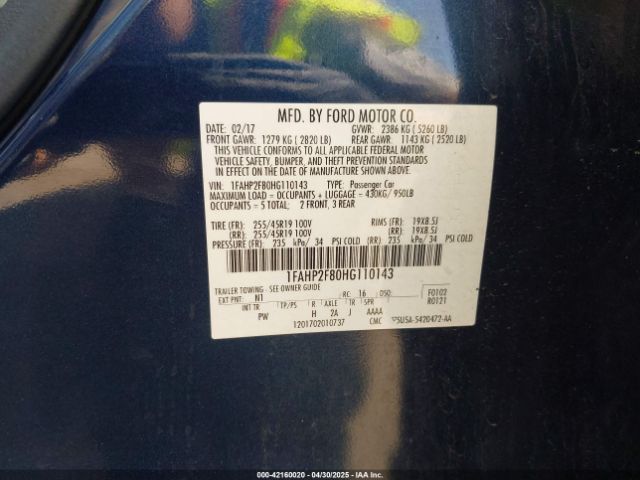 MFD. BY FORD MOTOR CO.
DATE: 02/17 GVWR: 2386 KG ( 5260 LB)
FRONT GAWR: 1279 KG ( 2820 LB) REAR GAWR: 1143 KG ( 2520 LB)
THIS VEHICLE CONFORMS TO ALL APPLICABLE FEDERAL MOTOR
VEHICLE SAFETY, BUMPER, AND THEFT PREVENTION STANDARDS
IN EFFECT ON THE DATE OF MANUFACTURE SHOWN ABOVE.
VIN: 1FAHP2F80HG110143 TYPE: Passenger Car
MAXIMUM LOAD = OCCUPANTS + LUGGAGE = 430KG/ 950LB
OCCUPANTS = 5 TOTAL: 2 FRONT, 3 REAR
TIRE (FR): 255/45R19 100V RIMS (FR): 19X8.5J
(RR): 255/45R19 100V (RR): 19X8.5J
PRESSURE (FR): 235 kPa/ 34 PSI COLD (RR) 235 kPa/ 34 PSI COLD
1FAHP2F80HG110143
TRAILER TOWING - SEE OWNER GUIDE
EXT PNT: N1 RC: 16 DSO: F0102
R0121
INT TR TP/PS R AXLE TR SPR
PW H 2A J AAAA
1201702010737 CMC 5U5A-5420472-AA
000-42160020 - 04/30/2025 - IAAI, Inc.